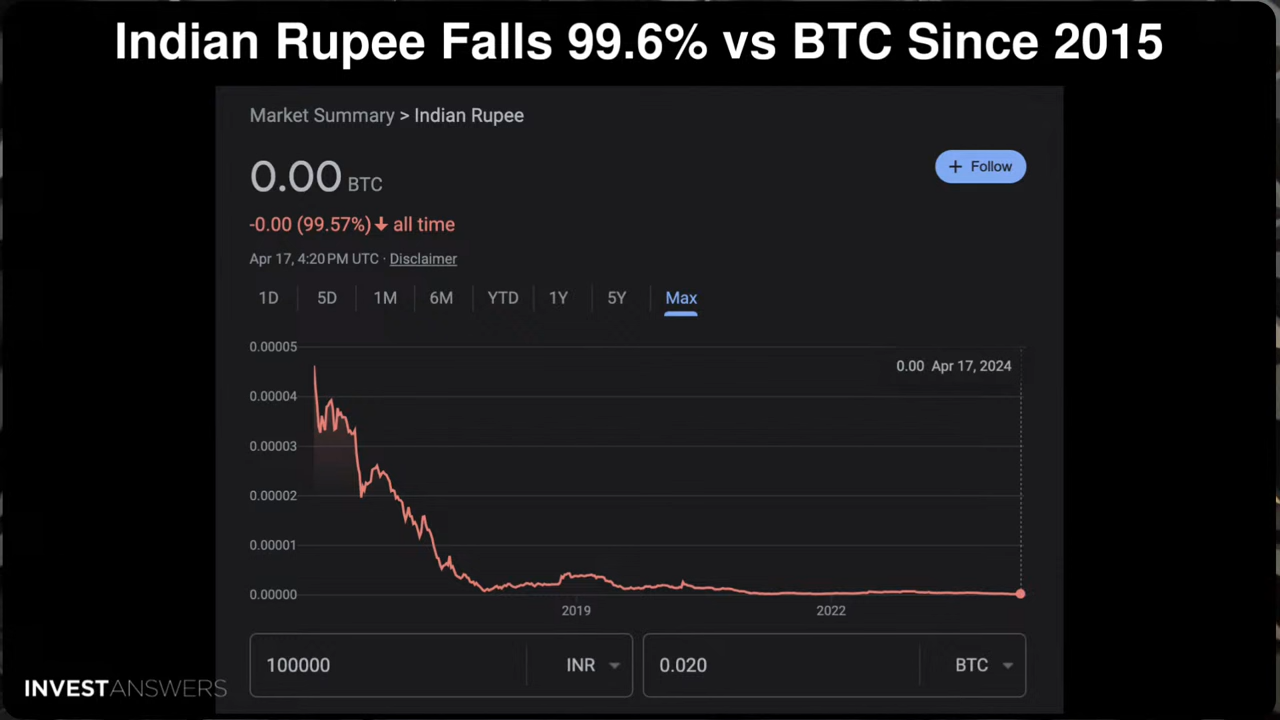 Indian Rupee Falls 99.6% vs BTC Since 2015
Market Summary > Indian Rupee
0.00 BTC
+ Follow
-0.00 (99.57%) ↓ all time
Apr 17, 4:20 PM UTC · Disclaimer
1D 5D 1M 6M YTD 1Y 5Y Max
0.00005
0.00 Apr 17, 2024
0.00004
0.00003
0.00002
0.00001
0.00000
2019 2022
100000 INR 0.020 BTC
INVESTANSWERS